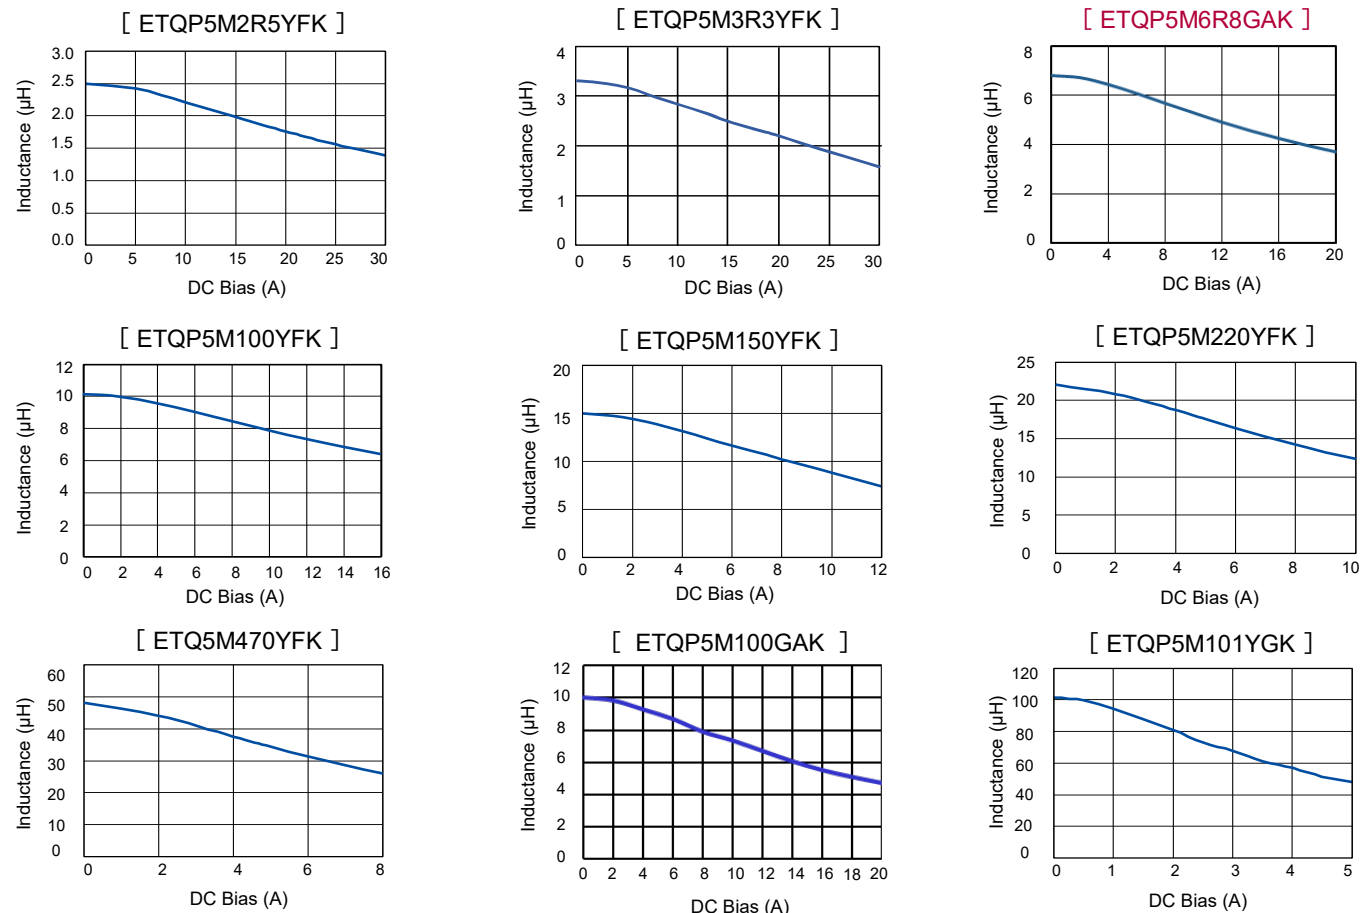 [ ETQP5M2R5YFK ]
Inductance (µH)
3.0
2.5
2.0
1.5
1.0
0.5
0.0
0 5 10 15 20 25 30
DC Bias (A)
[ ETQP5M3R3YFK ]
Inductance (µH)
4
3
2
1
0
0 5 10 15 20 25 30
DC Bias (A)
[ ETQP5M6R8GAK ]
Inductance (µH)
8
6
4
2
0
0 4 8 12 16 20
DC Bias (A)
[ ETQP5M100YFK ]
Inductance (µH)
12
10
8
6
4
2
0
0 2 4 6 8 10 12 14 16
DC Bias (A)
[ ETQP5M150YFK ]
Inductance (µH)
20
15
10
5
0
0 2 4 6 8 10 12
DC Bias (A)
[ ETQP5M220YFK ]
Inductance (µH)
25
20
15
10
5
0
0 2 4 6 8 10
DC Bias (A)
[ ETQ5M470YFK ]
Inductance (µH)
60
50
40
30
20
10
0
0 2 4 6 8
DC Bias (A)
[ ETQP5M100GAK ]
Inductance (µH)
12
10
8
6
4
2
0
0 2 4 6 8 10 12 14 16 18 20
DC Bias (A)
[ ETQP5M101YGK ]
Inductance (µH)
120
100
80
60
40
20
0
0 1 2 3 4 5
DC Bias (A)